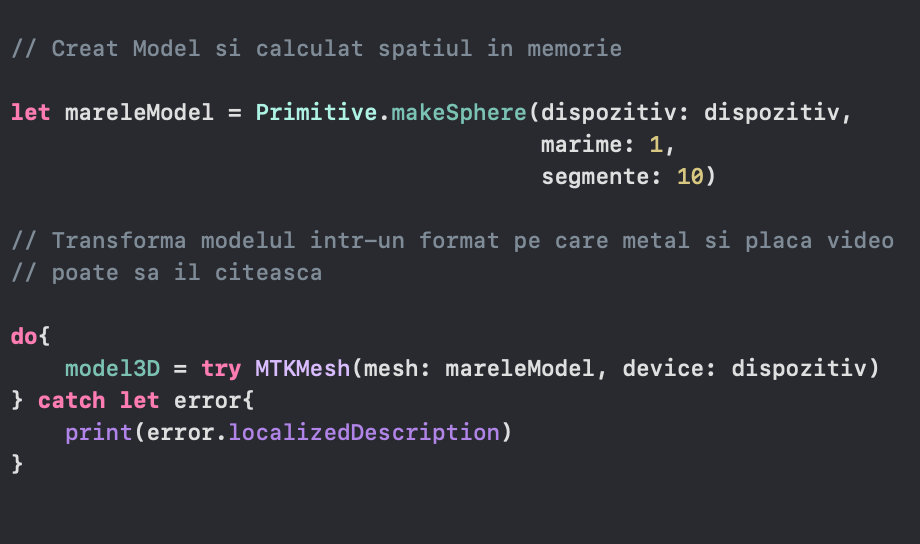 // Creat Model si calculat spatiul in memorie
let mareleModel = Primitive.makeSphere(dispozitiv: dispozitiv,
marime: 1,
segmente: 10)
// Transforma modelul intr-un format pe care metal si placa video
// poate sa il citeasca
do{
model3D = try MTKMesh(mesh: mareleModel, device: dispozitiv)
} catch let error{
print(error.localizedDescription)
}